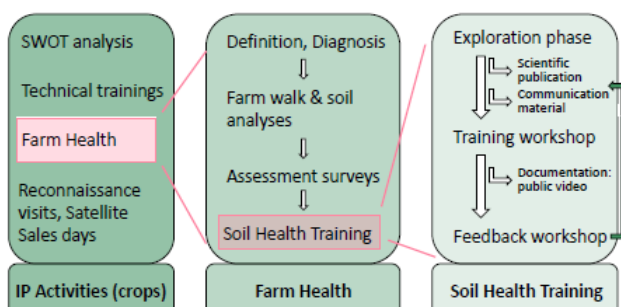 SWOT analysis
Technical trainings
Farm Health
Reconnaissance
visits, Satellite
Sales days
IP Activities (crops)
Definition, Diagnosis
Farm walk & soil
analyses
Assessment surveys
Soil Health Training
Farm Health
Exploration phase
Scientific
publication
Communication
material
Training workshop
Documentation:
public video
Feedback workshop
Soil Health Training